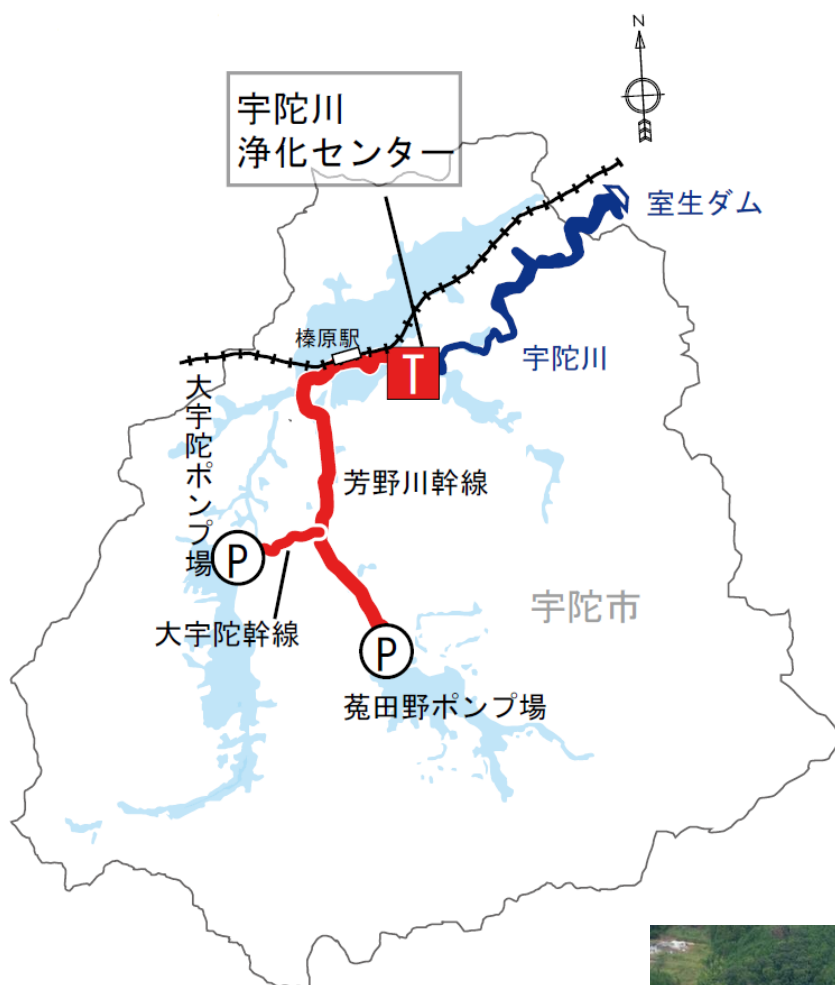 N
宇陀川
浄化センター
室生ダム
榛原駅
T
宇陀川
大宇陀ポンプ場
芳野川幹線
P
宇陀市
大宇陀幹線
P
菟田野ポンプ場